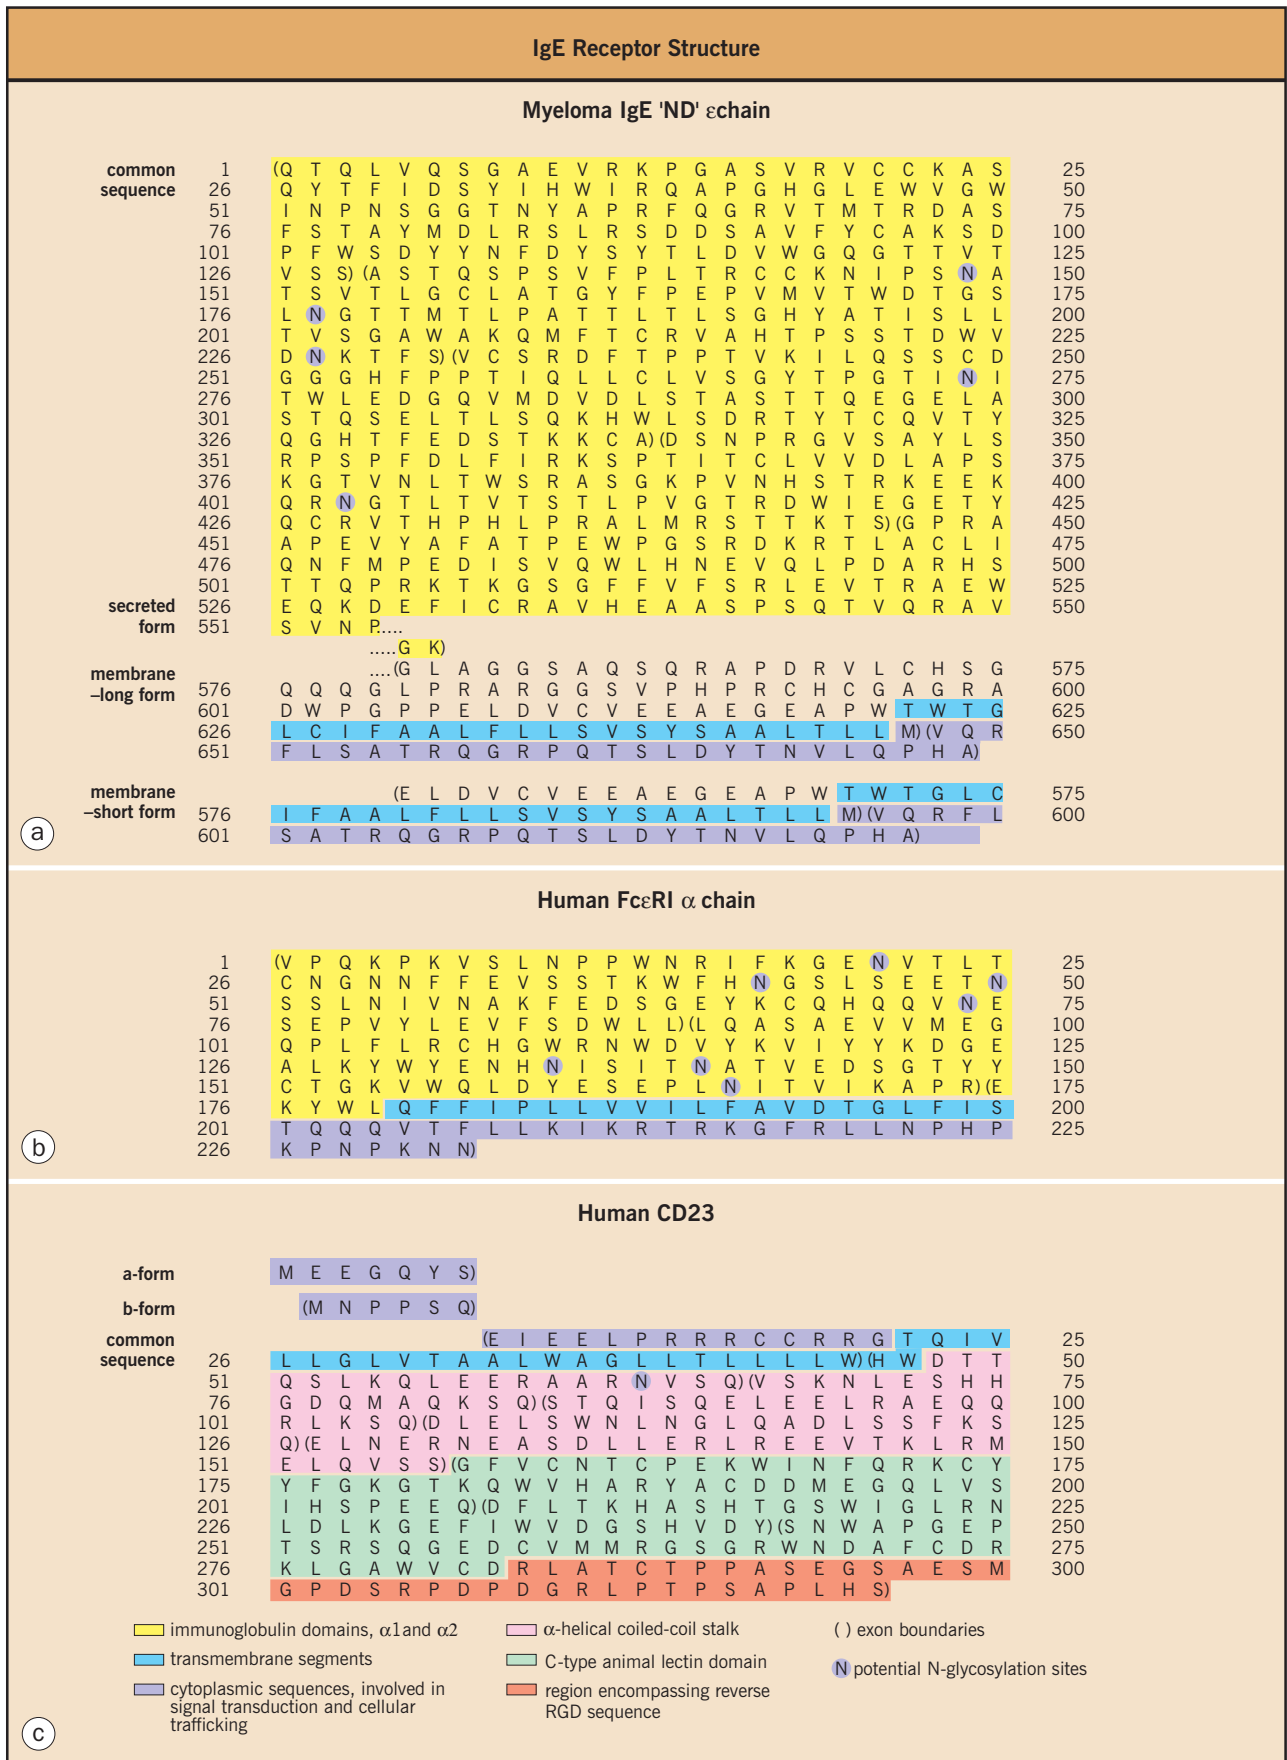 IgE Receptor Structure
Myeloma IgE 'ND' εchain
common 1 (Q T Q L V Q S G A E V R K P G A S V R V C C K A S 25
sequence 26 Q Y T F I D S Y I H W I R Q A P G H G L E W V G W 50
51 I N P N S G G T N Y A P R F Q G R V T M T R D A S 75
76 F S T A Y M D L R S L R S D D S A V F Y C A K S D 100
101 P F W S D Y Y N F D Y S Y T L D V W G Q G T T V T 125
126 V S S) (A S T Q S P S V F P L T R C C K N I P S N A 150
151 T S V T L G C L A T G Y F P E P V M V T W D T G S 175
176 L N G T T M T L P A T T L T L S G H Y A T I S L L 200
201 T V S G A W A K Q M F T C R V A H T P S S T D W V 225
226 D N K T F S) (V C S R D F T P P T V K I L Q S S C D 250
251 G G G H F P P T I Q L L C L V S G Y T P G T I N I 275
276 T W L E D G Q V M D V D L S T A S T T Q E G E L A 300
301 S T Q S E L T L S Q K H W L S D R T Y T C Q V T Y 325
326 Q G H T F E D S T K K C A) (D S N P R G V S A Y L S 350
351 R P S P F D L F I R K S P T I T C L V V D L A P S 375
376 K G T V N L T W S R A S G K P V N H S T R K E E K 400
401 Q R N G T L T V T S T L P V G T R D W I E G E T Y 425
426 Q C R V T H P H L P R A L M R S T T K T S) (G P R A 450
451 A P E V Y A F A T P E W P G S R D K R T L A C L I 475
476 Q N F M P E D I S V Q W L H N E V Q L P D A R H S 500
501 T T Q P R K T K G S G F F V F S R L E V T R A E W 525
secreted 526 E Q K D E F I C R A V H E A A S P S Q T V Q R A V 550
form 551 S V N P.....
.....G K)
membrane ....(G L A G G S A Q S Q R A P D R V L C H S G 575
–long form 576 Q Q Q G L P R A R G G S V P H P R C H C G A G R A 600
601 D W P G P P E L D V C V E E A E G E A P W T W T G 625
626 L C I F A A L F L L S V S Y S A A L T L L M) (V Q R 650
651 F L S A T R Q G R P Q T S L D Y T N V L Q P H A)
membrane (E L D V C V E E A E G E A P W T W T G L C 575
–short form 576 I F A A L F L L S V S Y S A A L T L L M) (V Q R F L 600
601 S A T R Q G R P Q T S L D Y T N V L Q P H A)
a
Human FcεRI α chain
1 (V P Q K P K V S L N P P W N R I F K G E N V T L T 25
26 C N G N N F F E V S S T K W F H N G S L S E E T N 50
51 S S L N I V N A K F E D S G E Y K C Q H Q Q V N E 75
76 S E P V Y L E V F S D W L L) (L Q A S A E V V M E G 100
101 Q P L F L R C H G W R N W D V Y K V I Y Y K D G E 125
126 A L K Y W Y E N H N I S I T N A T V E D S G T Y Y 150
151 C T G K V W Q L D Y E S E P L N I T V I K A P R) (E 175
176 K Y W L Q F F I P L L V V I L F A V D T G L F I S 200
201 T Q Q Q V T F L L K I K R T R K G F R L L N P H P 225
226 K P N P K N N)
b
Human CD23
a-form M E E G Q Y S)
b-form (M N P P S Q)
common (E I E E L P R R R C C R R G T Q I V 25
sequence 26 L L G L V T A A L W A G L L T L L L L W) (H W D T T 50
51 Q S L K Q L E E R A A R N V S Q) (V S K N L E S H H 75
76 G D Q M A Q K S Q) (S T Q I S Q E L E E L R A E Q Q 100
101 R L K S Q) (D L E L S W N L N G L Q A D L S S F K S 125
126 Q) (E L N E R N E A S D L L E R L R E E V T K L R M 150
151 E L Q V S S) (G F V C N T C P E K W I N F Q R K C Y 175
175 Y F G K G T K Q W V H A R Y A C D D M E G Q L V S 200
201 I H S P E E Q) (D F L T K H A S H T G S W I G L R N 225
226 L D L K G E F I W V D G S H V D Y) (S N W A P G E P 250
251 T S R S Q G E D C V M M R G S G R W N D A F C D R 275
276 K L G A W V C D R L A T C T P P A S E G S A E S M 300
301 G P D S R P D P D G R L P T P S A P L H S)
immunoglobulin domains, α1and α2
transmembrane segments
cytoplasmic sequences, involved in
signal transduction and cellular
trafficking
α-helical coiled-coil stalk
C-type animal lectin domain
region encompassing reverse
RGD sequence
( ) exon boundaries
N potential N-glycosylation sites
c